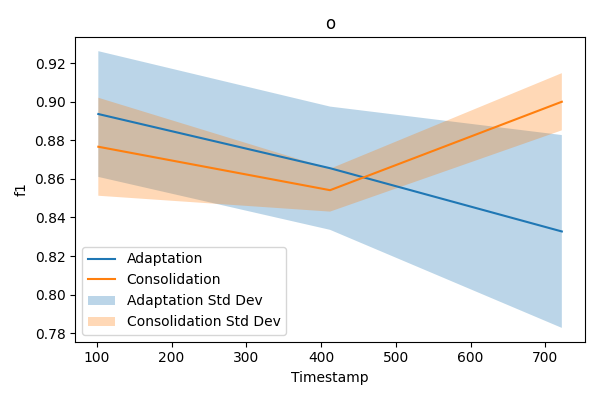 o
f1
0.92
0.90
0.88
0.86
0.84
0.82
0.80
0.78
Adaptation
Consolidation
Adaptation Std Dev
Consolidation Std Dev
100 200 300 400 500 600 700
Timestamp